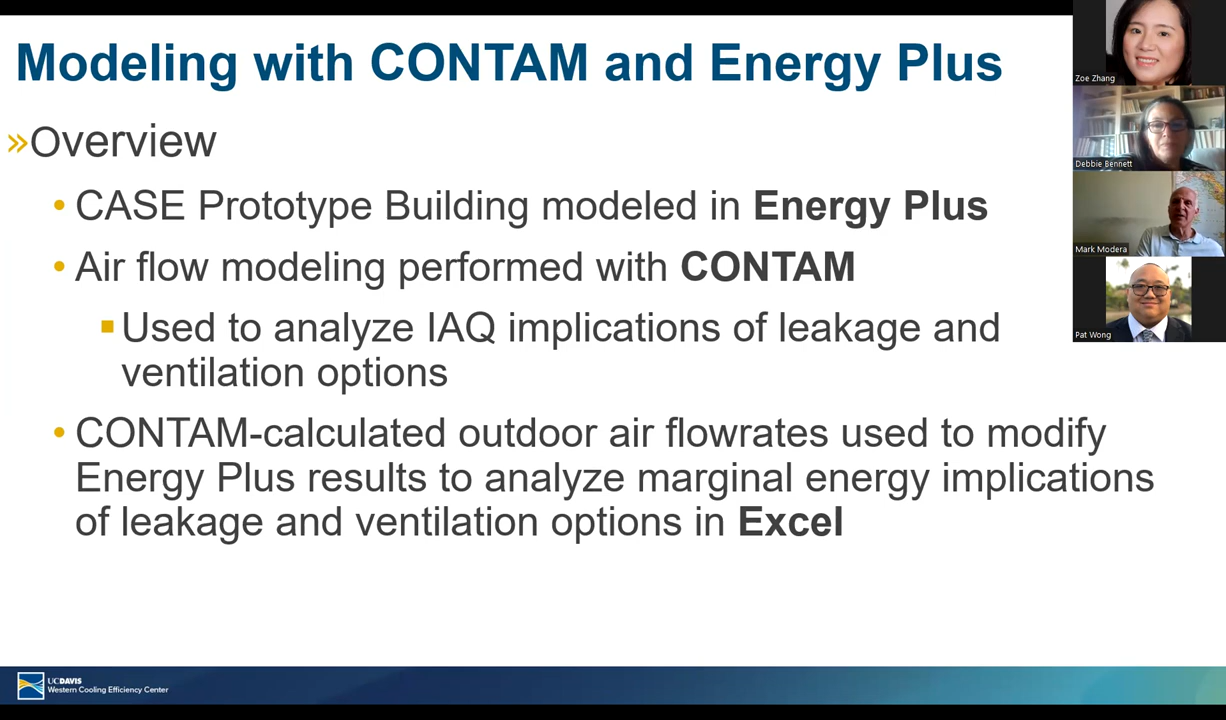 Modeling with CONTAM and Energy Plus
»Overview
• CASE Prototype Building modeled in Energy Plus
• Air flow modeling performed with CONTAM
▪ Used to analyze IAQ implications of leakage and
ventilation options
• CONTAM-calculated outdoor air flowrates used to modify
Energy Plus results to analyze marginal energy implications
of leakage and ventilation options in Excel
Zoe Zhang
Debbie Bennett
Mark Modera
Pat Wong
UCDAVIS
Western Cooling Efficiency Center